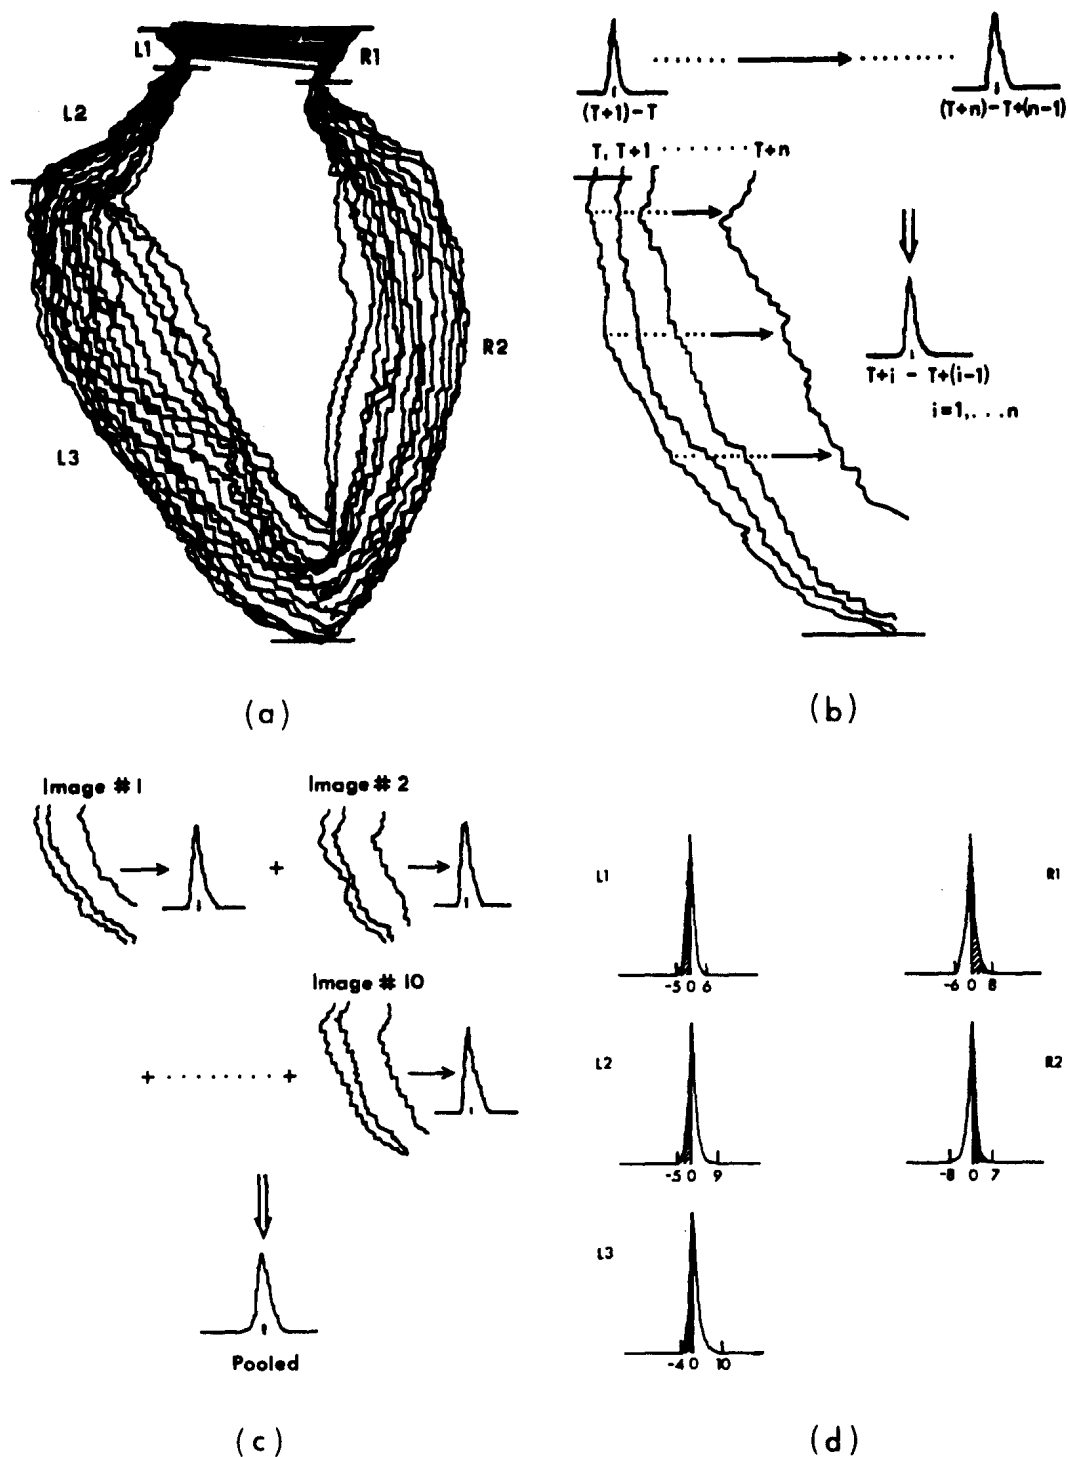 L1
R1
L2
R2
L3
(a)
(T+1)-T
(T+n)-T+(n-1)
T, T+1 ........ T+n
T+i - T+(i-1)
i=1,...n
(b)
Image # 1
Image # 2
+
Image # 10
+ ........ +
Pooled
(c)
L1
R1
-5 0 6
-6 0 8
L2
R2
-5 0 9
-8 0 7
L3
-4 0 10
(d)